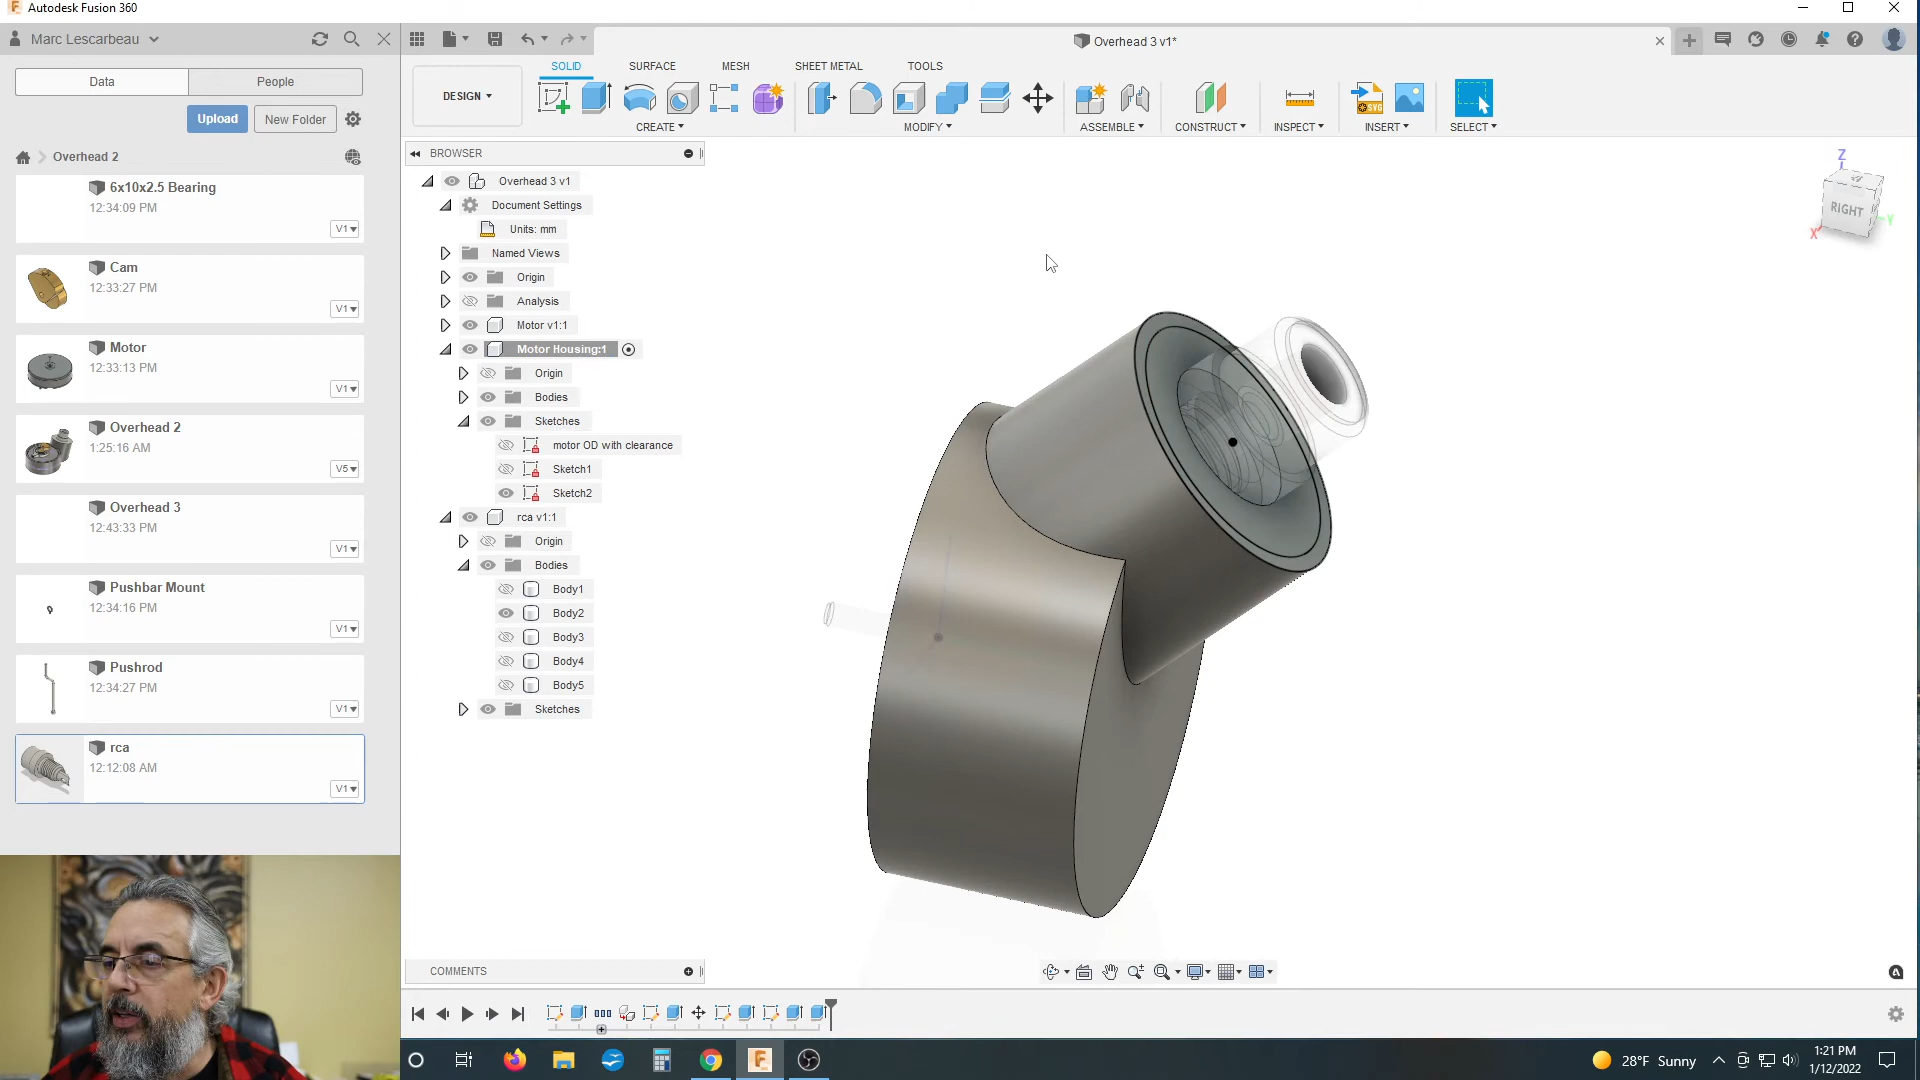 Autodesk Fusion 360
Marc Lescarbeau
Data
People
Upload
New Folder
Overhead 2
6x10x2.5 Bearing
12:34:09 PM
V1
Cam
12:33:27 PM
V1
Motor
12:33:13 PM
V1
Overhead 2
1:25:16 AM
V5
Overhead 3
12:43:33 PM
V1
Pushbar Mount
12:34:16 PM
V1
Pushrod
12:34:27 PM
V1
rca
12:12:08 AM
V1
Overhead 3 v1*
DESIGN
SOLID
SURFACE
MESH
SHEET METAL
TOOLS
CREATE
MODIFY
ASSEMBLE
CONSTRUCT
INSPECT
INSERT
SELECT
SVG
BROWSER
Overhead 3 v1
Document Settings
Units: mm
Named Views
Origin
Analysis
Motor v1:1
Motor Housing:1
Origin
Bodies
Sketches
motor OD with clearance
Sketch1
Sketch2
rca v1:1
Origin
Bodies
Body1
Body2
Body3
Body4
Body5
Sketches
Z
RIGHT
X
Y
COMMENTS
28°F Sunny
1:21 PM
1/12/2022